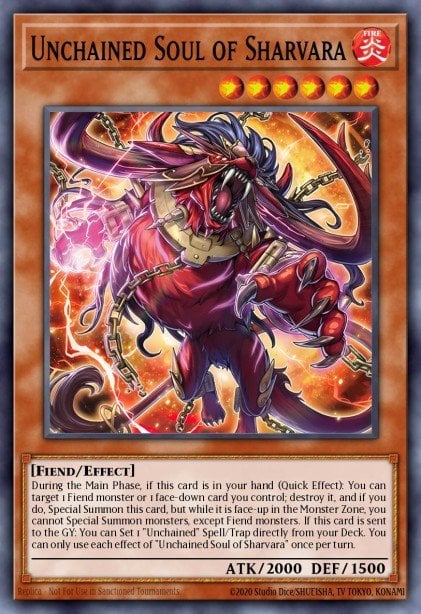 UNCHAINED SOUL OF SHARVARA
FIRE
炎
[FIEND/EFFECT]
During the Main Phase, if this card is in your hand (Quick Effect): You can
target 1 Fiend monster or 1 face-down card you control; destroy it, and if you
do, Special Summon this card, but while it is face-up in the Monster Zone, you
cannot Special Summon monsters, except Fiend monsters. If this card is sent
to the GY: You can Set 1 "Unchained" Spell/Trap directly from your Deck. You
can only use each effect of "Unchained Soul of Sharvara" once per turn.
ATK/2000 DEF/1500
Replica - Not For Use in Sanctioned Tournaments
©2020 Studio Dice/SHUEISHA, TV TOKYO, KONAMI